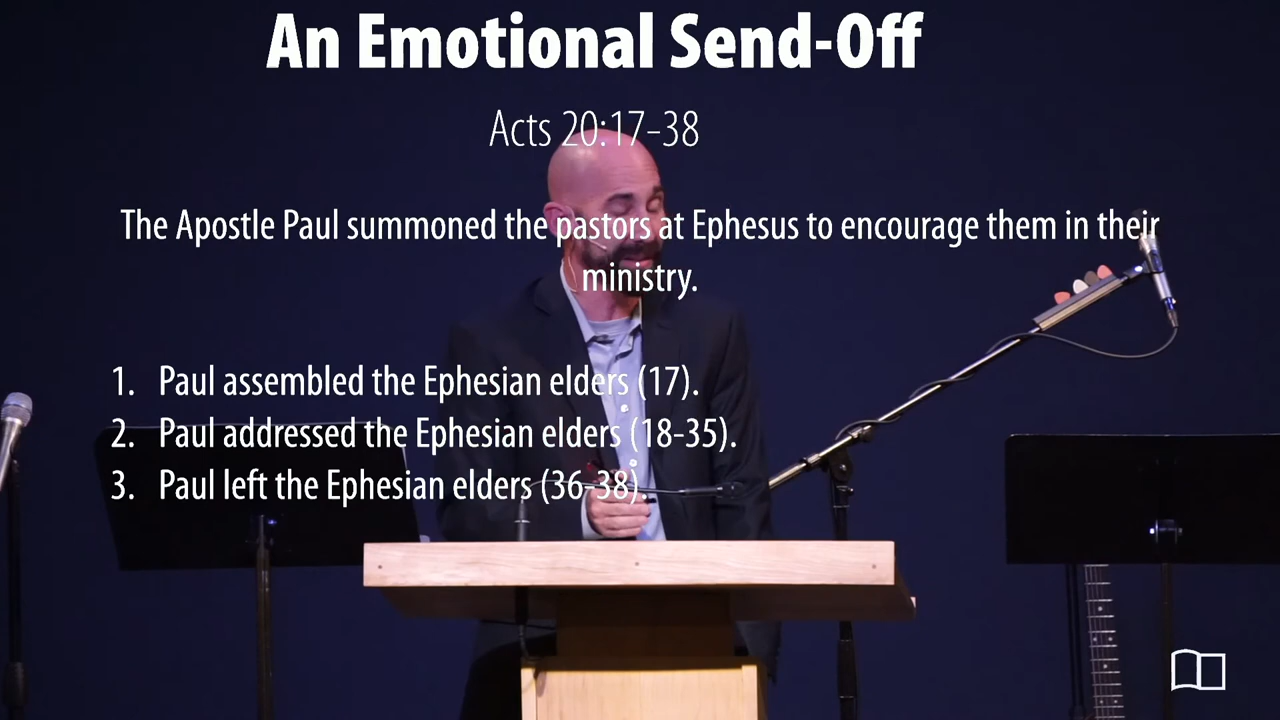 An Emotional Send-Off
Acts 20:17-38
The Apostle Paul summoned the pastors at Ephesus to encourage them in their
ministry.
1. Paul assembled the Ephesian elders (17).
2. Paul addressed the Ephesian elders (18-35).
3. Paul left the Ephesian elders (36-38).